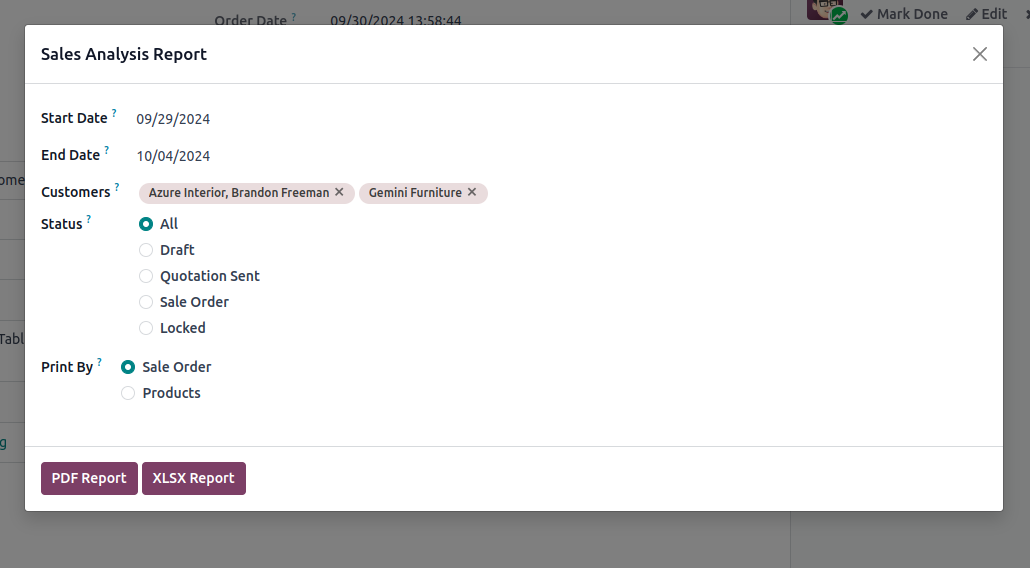 Order Date ? 09/30/2024 13:58:44
Mark Done Edit
Sales Analysis Report
Start Date ? 09/29/2024
End Date ? 10/04/2024
Customers ? Azure Interior, Brandon Freeman Gemini Furniture
Status ? All
Draft
Quotation Sent
Sale Order
Locked
Print By ? Sale Order
Products
PDF Report XLSX Report